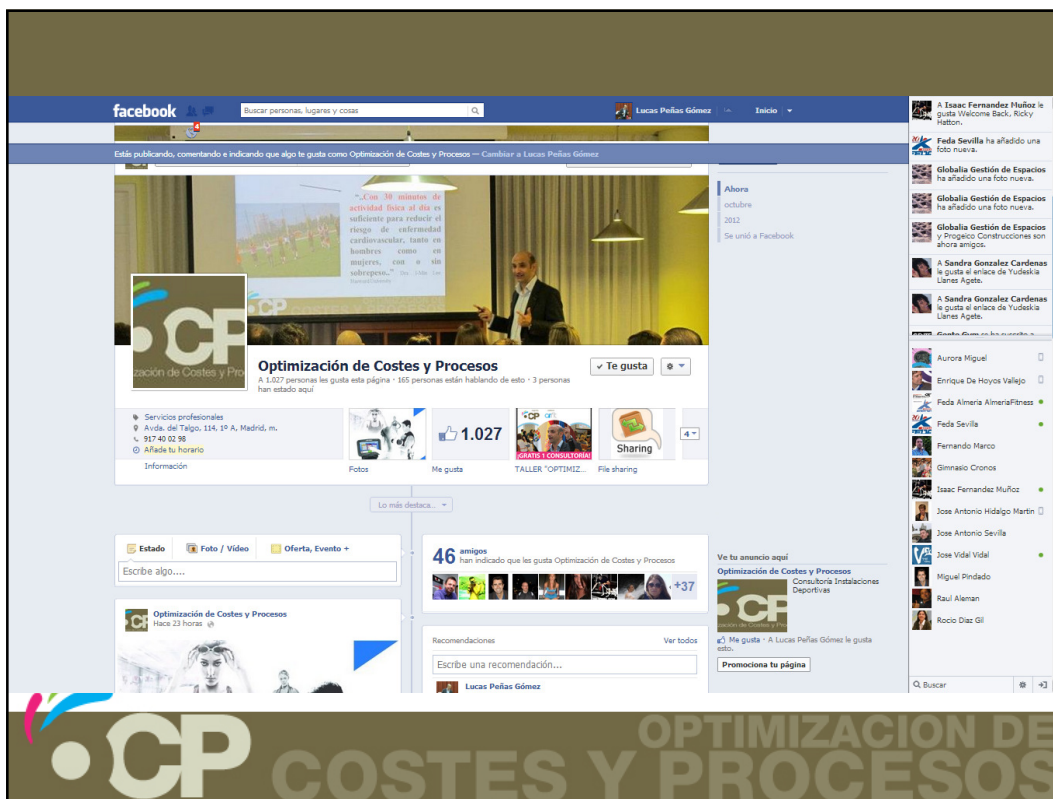 facebook
Buscar personas, lugares y cosas
Lucas Peñas Gómez
Inicio
4
Estás publicando, comentando e indicando que algo te gusta como Optimización de Costes y Procesos — Cambiar a Lucas Peñas Gómez
"..Con 30 minutos de
actividad física al día es
suficiente para reducir el
riesgo de enfermedad
cardiovascular, tanto en
hombres como en
mujeres, con o sin
sobrepeso.."
CP
CP
zación de Costes y Pro
Optimización de Costes y Procesos
A 1.027 personas les gusta esta página · 165 personas están hablando de esto · 3 personas
han estado aquí
Te gusta
Servicios profesionales
Avda. del Talgo, 114, 1º A, Madrid, m.
917 40 02 98
Añade tu horario
Información
Fotos
1.027
Me gusta
CP
¡GRATIS 1 CONSULTORÍA!
TALLER "OPTIMIZ...
Sharing
File sharing
4
Ahora
octubre
2012
Se unió a Facebook
Lo más destaca...
Estado
Foto / Vídeo
Oferta, Evento +
Escribe algo....
Optimización de Costes y Procesos
Hace 23 horas
46 amigos
han indicado que les gusta Optimización de Costes y Procesos
+37
Recomendaciones
Ver todos
Escribe una recomendación...
Lucas Peñas Gómez
Ve tu anuncio aquí
Optimización de Costes y Procesos
Consultoría Instalaciones
Deportivas
CP
Me gusta · A Lucas Peñas Gómez le gusta
esto.
Promociona tu página
A Isaac Fernandez Muñoz le
gusta Welcome Back, Ricky
Hatton.
Feda Sevilla ha añadido una
foto nueva.
Globalia Gestión de Espacios
ha añadido una foto nueva.
Globalia Gestión de Espacios
ha añadido una foto nueva.
Globalia Gestión de Espacios
y Progeico Construcciones son
ahora amigos.
A Sandra Gonzalez Cardenas
le gusta el enlace de Yudeskia
Llanes Agete.
A Sandra Gonzalez Cardenas
le gusta el enlace de Yudeskia
Llanes Agete.
Aurora Miguel
Enrique De Hoyos Vallejo
Feda Almeria AlmeriaFitness
Feda Sevilla
Fernando Marco
Gimnasio Cronos
Isaac Fernandez Muñoz
Jose Antonio Hidalgo Martin
Jose Antonio Sevilla
Jose Vidal Vidal
Miguel Pindado
Raul Aleman
Rocio Diaz Gil
Buscar
CP
OPTIMIZACION DE
COSTES Y PROCESOS